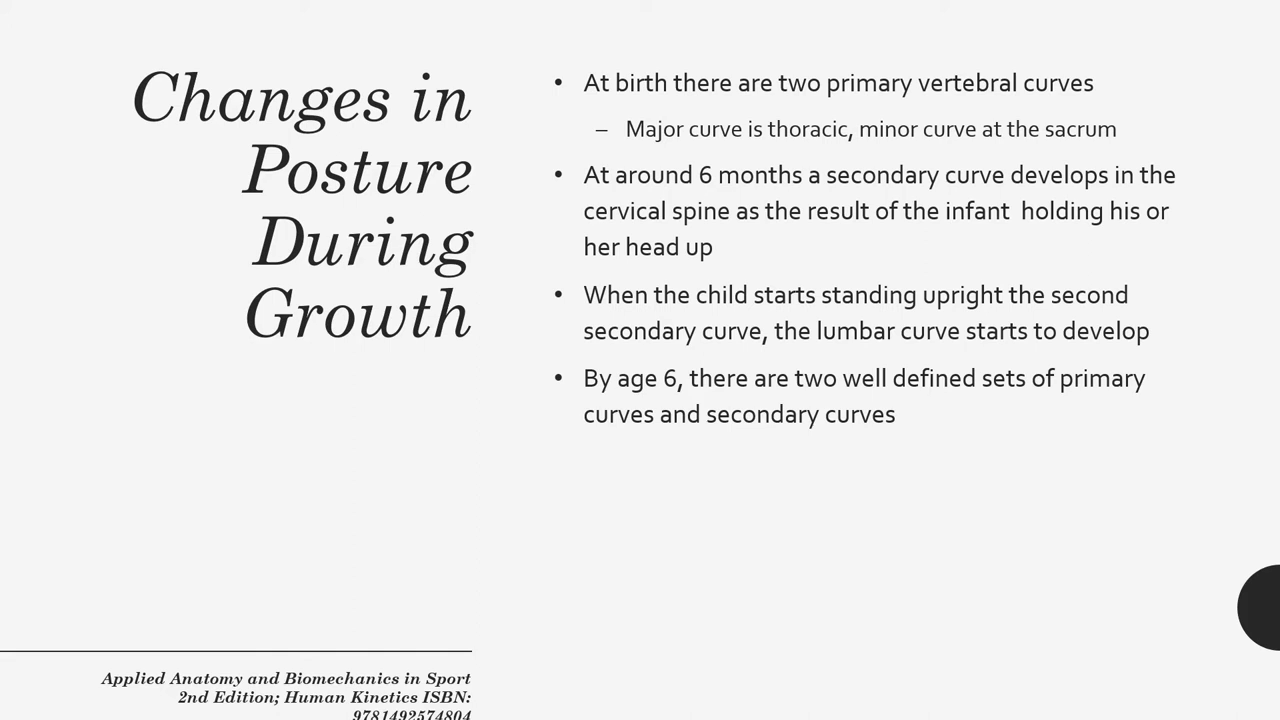 Changes in
Posture
During
Growth
• At birth there are two primary vertebral curves
– Major curve is thoracic, minor curve at the sacrum
• At around 6 months a secondary curve develops in the
cervical spine as the result of the infant  holding his or
her head up
• When the child starts standing upright the second
secondary curve, the lumbar curve starts to develop
• By age 6, there are two well defined sets of primary
curves and secondary curves
Applied Anatomy and Biomechanics in Sport
2nd Edition; Human Kinetics ISBN:
9781492574804